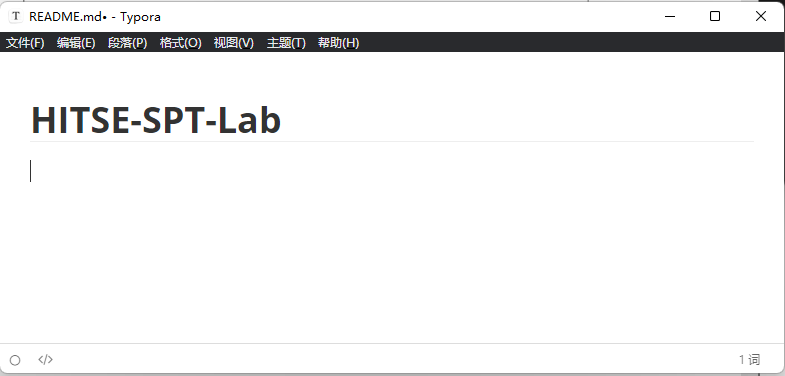 T README.md• - Typora
文件(F) 编辑(E) 段落(P) 格式(O) 视图(V) 主题(T) 帮助(H)
HITSE-SPT-Lab
</> 1 词